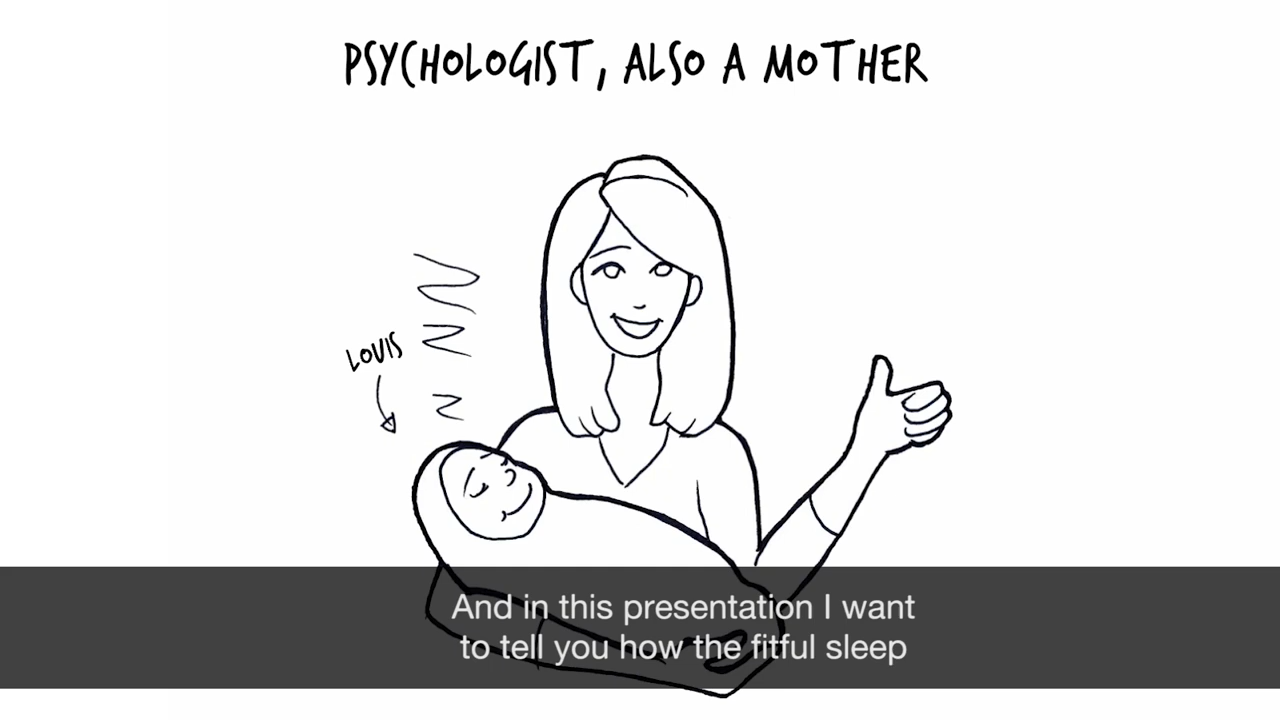 PSYCHOLOGIST, ALSO A MOTHER
LOUIS
And in this presentation I want
to tell you how the fitful sleep